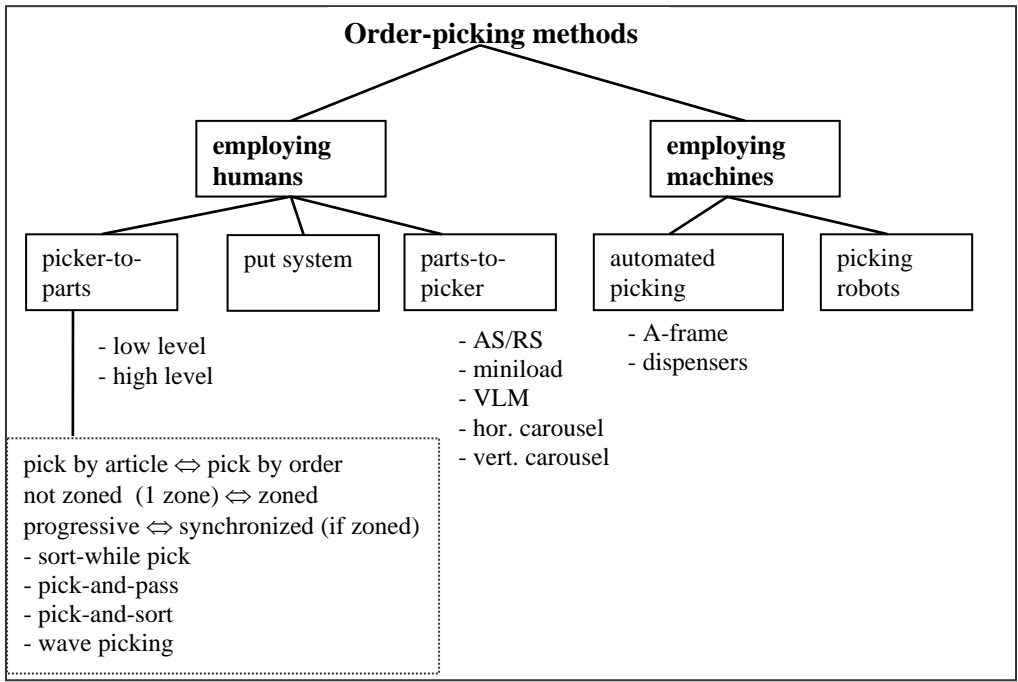 Order-picking methods
employing
humans
employing
machines
picker-to-
parts
put system
parts-to-
picker
automated
picking
picking
robots
- low level
- high level
- AS/RS
- miniload
- VLM
- hor. carousel
- vert. carousel
- A-frame
- dispensers
pick by article ⇔ pick by order
not zoned (1 zone) ⇔ zoned
progressive ⇔ synchronized (if zoned)
- sort-while pick
- pick-and-pass
- pick-and-sort
- wave picking